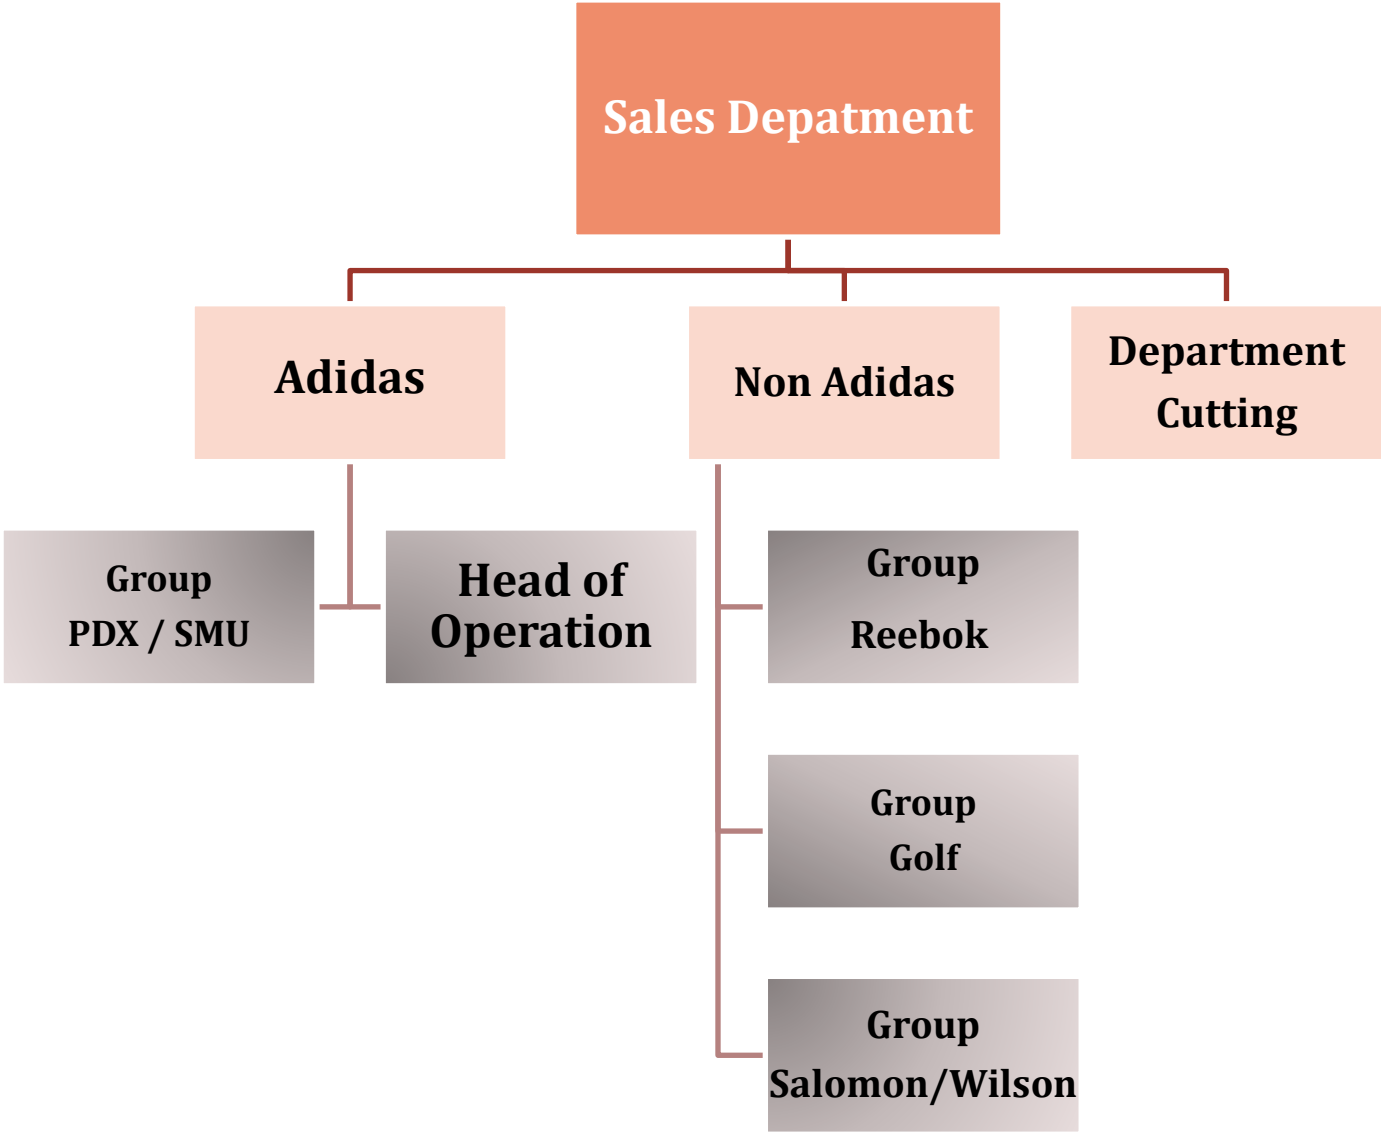 Sales Depatment
Adidas
Non Adidas
Department
Cutting
Group
PDX / SMU
Head of
Operation
Group
Reebok
Group
Golf
Group
Salomon/Wilson